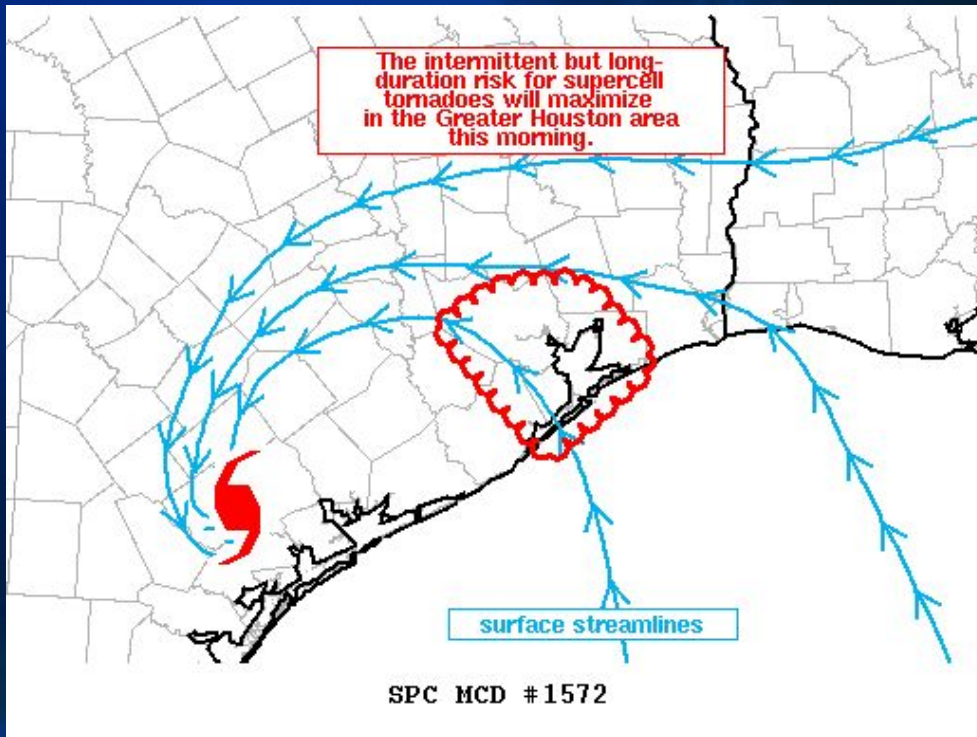 The intermittent but long-
duration risk for supercell
tornadoes will maximize
in the Greater Houston area
this morning.
surface streamlines
SPC MCD #1572